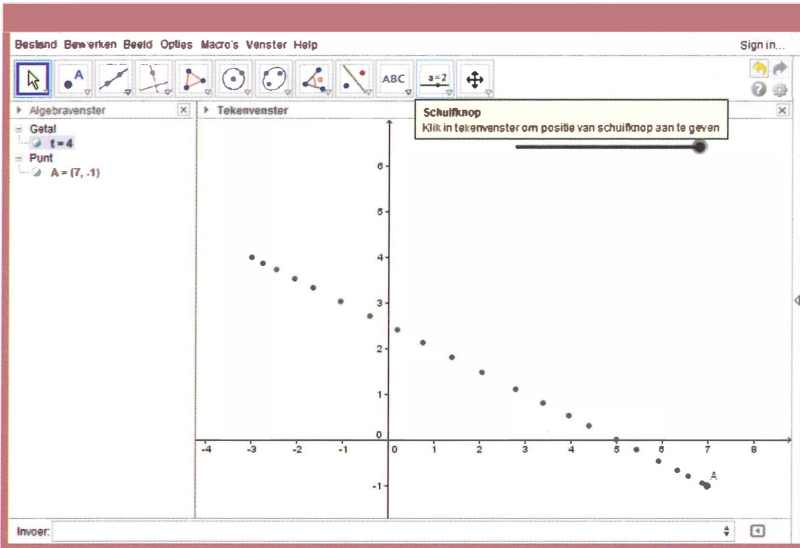 Bestand Bewerken Beeld Opties Macro's Venster Help
Sign in...
A
ABC
a=2
Algebravenster
Tekenvenster
Schuifknop
Klik in tekenvenster om positie van schuifknop aan te geven
Getal
t = 4
Punt
A = (7, -1)
6
5
4
3
2
1
0
-4 -3 -2 -1 0 1 2 3 4 5 6 7 8
A
-1
Invoer: